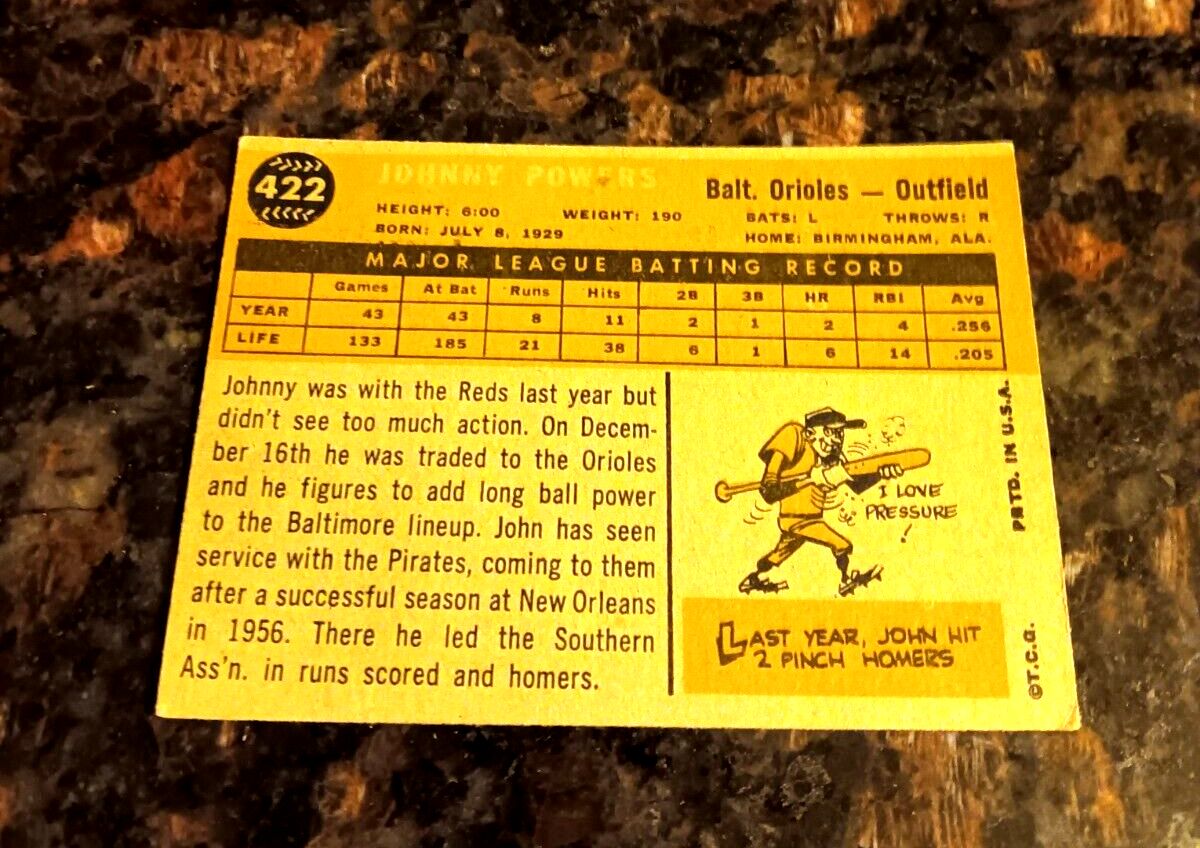 422
JOHNNY POWERS
Balt. Orioles — Outfield
HEIGHT: 6:00 WEIGHT: 190 BATS: L THROWS: R
BORN: JULY 8, 1929 HOME: BIRMINGHAM, ALA.
MAJOR LEAGUE BATTING RECORD
Games At Bat Runs Hits 2B 3B HR RBI Avg
YEAR 43 43 8 11 2 1 2 4 .256
LIFE 133 185 21 38 6 1 6 14 .205
Johnny was with the Reds last year but
didn't see too much action. On Decem-
ber 16th he was traded to the Orioles
and he figures to add long ball power
to the Baltimore lineup. John has seen
service with the Pirates, coming to them
after a successful season at New Orleans
in 1956. There he led the Southern
Ass'n. in runs scored and homers.
I LOVE
PRESSURE
!
LAST YEAR, JOHN HIT
2 PINCH HOMERS
©T.C.G. PRTD. IN U.S.A.